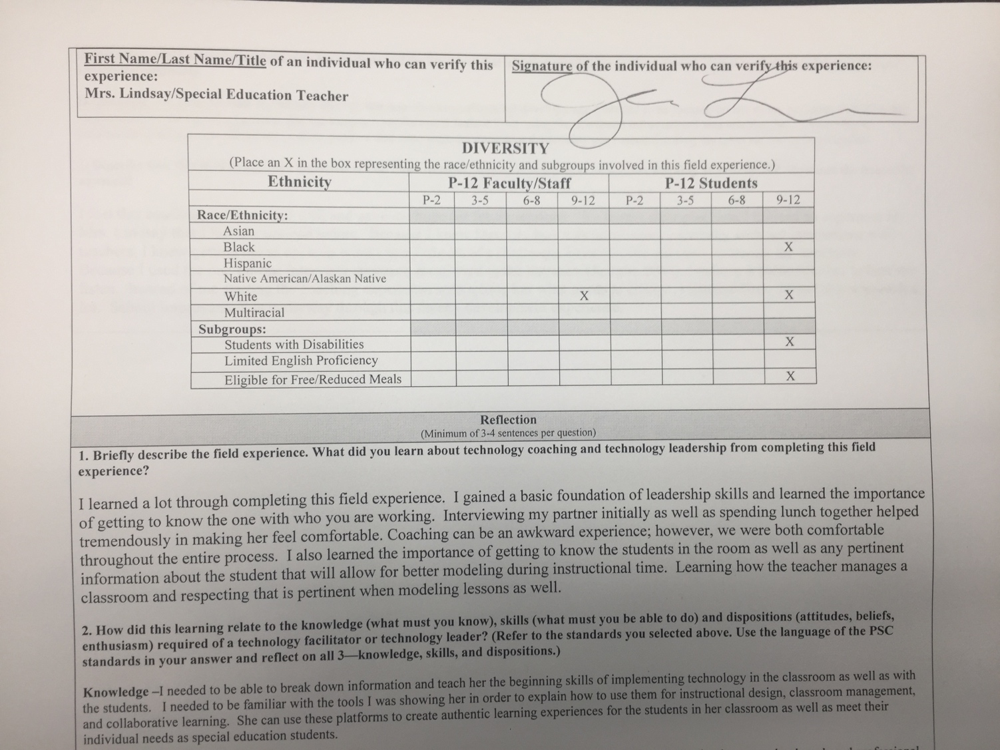 First Name/Last Name/Title of an individual who can verify this
experience:
Mrs. Lindsay/Special Education Teacher
Signature of the individual who can verify this experience:
DIVERSITY
(Place an X in the box representing the race/ethnicity and subgroups involved in this field experience.)
Ethnicity P-12 Faculty/Staff P-12 Students
P-2 3-5 6-8 9-12 P-2 3-5 6-8 9-12
Race/Ethnicity:
Asian
Black X
Hispanic
Native American/Alaskan Native
White X X
Multiracial
Subgroups:
Students with Disabilities X
Limited English Proficiency
Eligible for Free/Reduced Meals X
Reflection
(Minimum of 3-4 sentences per question)
1. Briefly describe the field experience. What did you learn about technology coaching and technology leadership from completing this field
experience?
I learned a lot through completing this field experience.  I gained a basic foundation of leadership skills and learned the importance
of getting to know the one with who you are working.  Interviewing my partner initially as well as spending lunch together helped
tremendously in making her feel comfortable. Coaching can be an awkward experience; however, we were both comfortable
throughout the entire process.  I also learned the importance of getting to know the students in the room as well as any pertinent
information about the student that will allow for better modeling during instructional time.  Learning how the teacher manages a
classroom and respecting that is pertinent when modeling lessons as well.
2. How did this learning relate to the knowledge (what must you know), skills (what must you be able to do) and dispositions (attitudes, beliefs,
enthusiasm) required of a technology facilitator or technology leader? (Refer to the standards you selected above. Use the language of the PSC
standards in your answer and reflect on all 3—knowledge, skills, and dispositions.)
Knowledge –I needed to be able to break down information and teach her the beginning skills of implementing technology in the classroom as well as with
the students.  I needed to be familiar with the tools I was showing her in order to explain how to use them for instructional design, classroom management,
and collaborative learning.  She can use these platforms to create authentic learning experiences for the students in her classroom as well as meet their
individual needs as special education students.